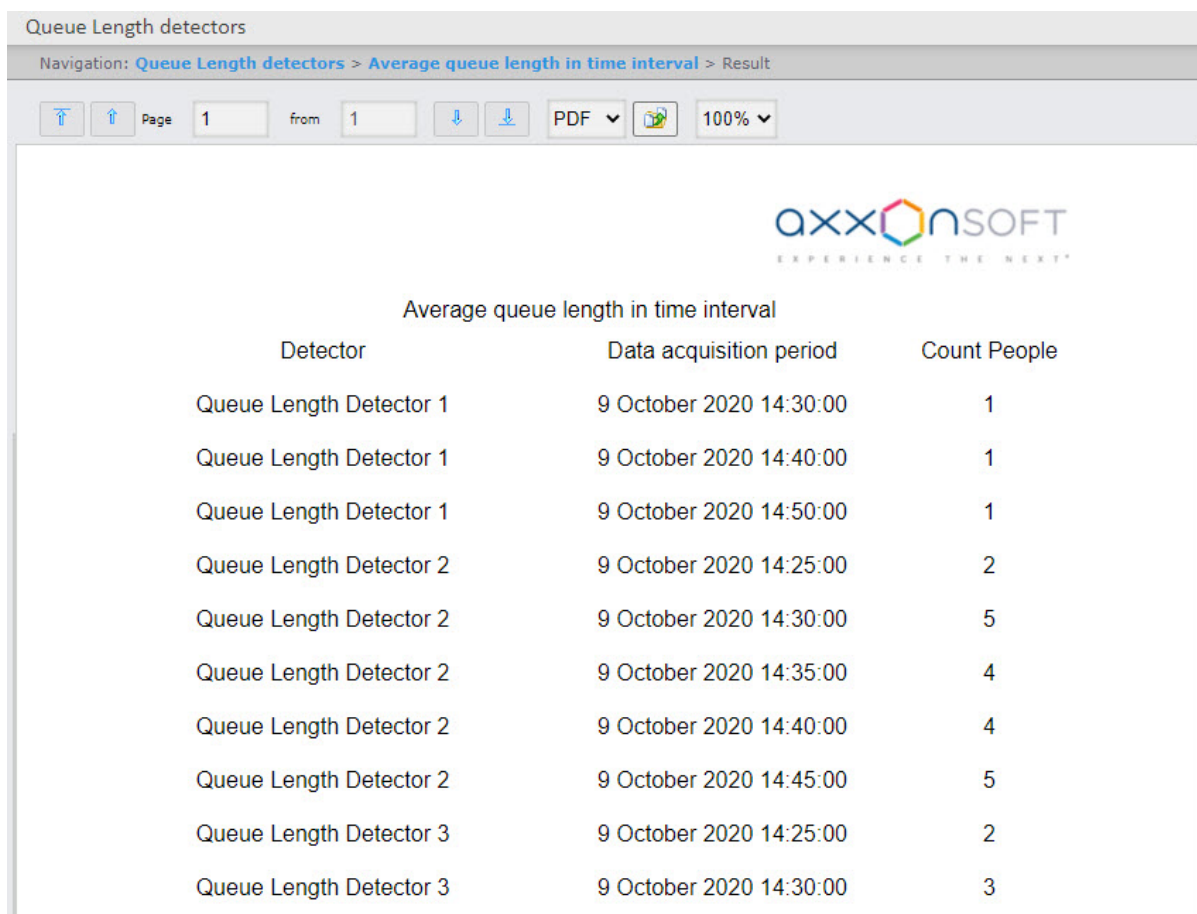 Queue Length detectors
Navigation: Queue Length detectors > Average queue length in time interval > Result
Page 1 from 1 PDF 100%
axxonsoft
EXPERIENCE THE NEXT®
Average queue length in time interval
Detector Data acquisition period Count People
Queue Length Detector 1 9 October 2020 14:30:00 1
Queue Length Detector 1 9 October 2020 14:40:00 1
Queue Length Detector 1 9 October 2020 14:50:00 1
Queue Length Detector 2 9 October 2020 14:25:00 2
Queue Length Detector 2 9 October 2020 14:30:00 5
Queue Length Detector 2 9 October 2020 14:35:00 4
Queue Length Detector 2 9 October 2020 14:40:00 4
Queue Length Detector 2 9 October 2020 14:45:00 5
Queue Length Detector 3 9 October 2020 14:25:00 2
Queue Length Detector 3 9 October 2020 14:30:00 3